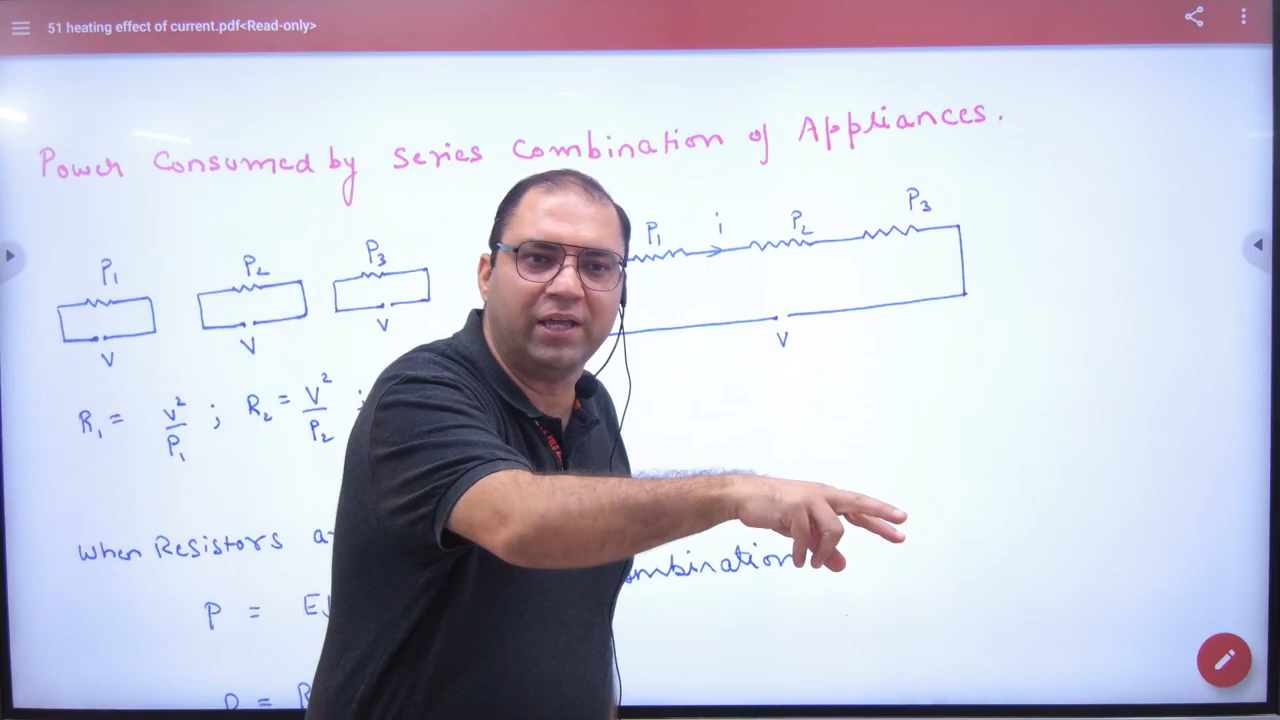 51 heating effect of current.pdf<Read-only>
Power Consumed by Series Combination of Appliances.
P1 P2 P3 P1 i P2 P3
V V V V
R1 = V²/P1 ; R2 = V²/P2 ;
When Resistors a
ombination
P = E
= R